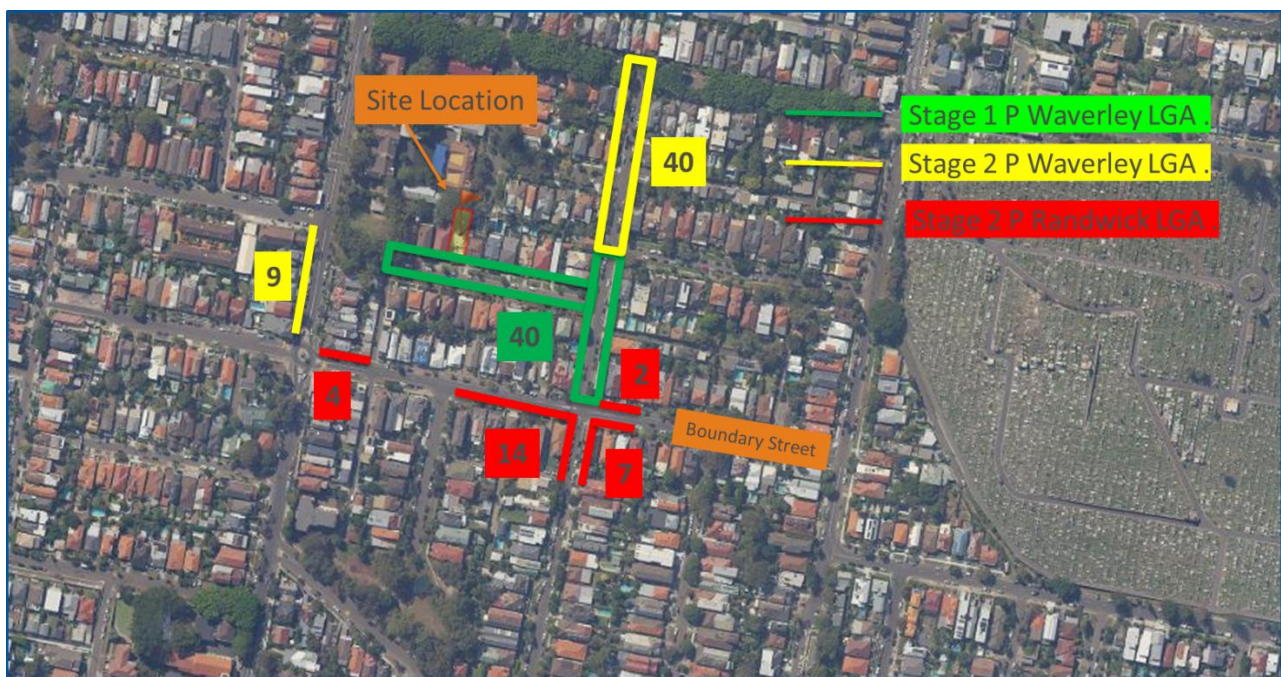 Site Location
Stage 1 P Waverley LGA .
40
Stage 2 P Waverley LGA .
Stage 2 P Randwick LGA .
9
40
2
4
Boundary Street
14
7